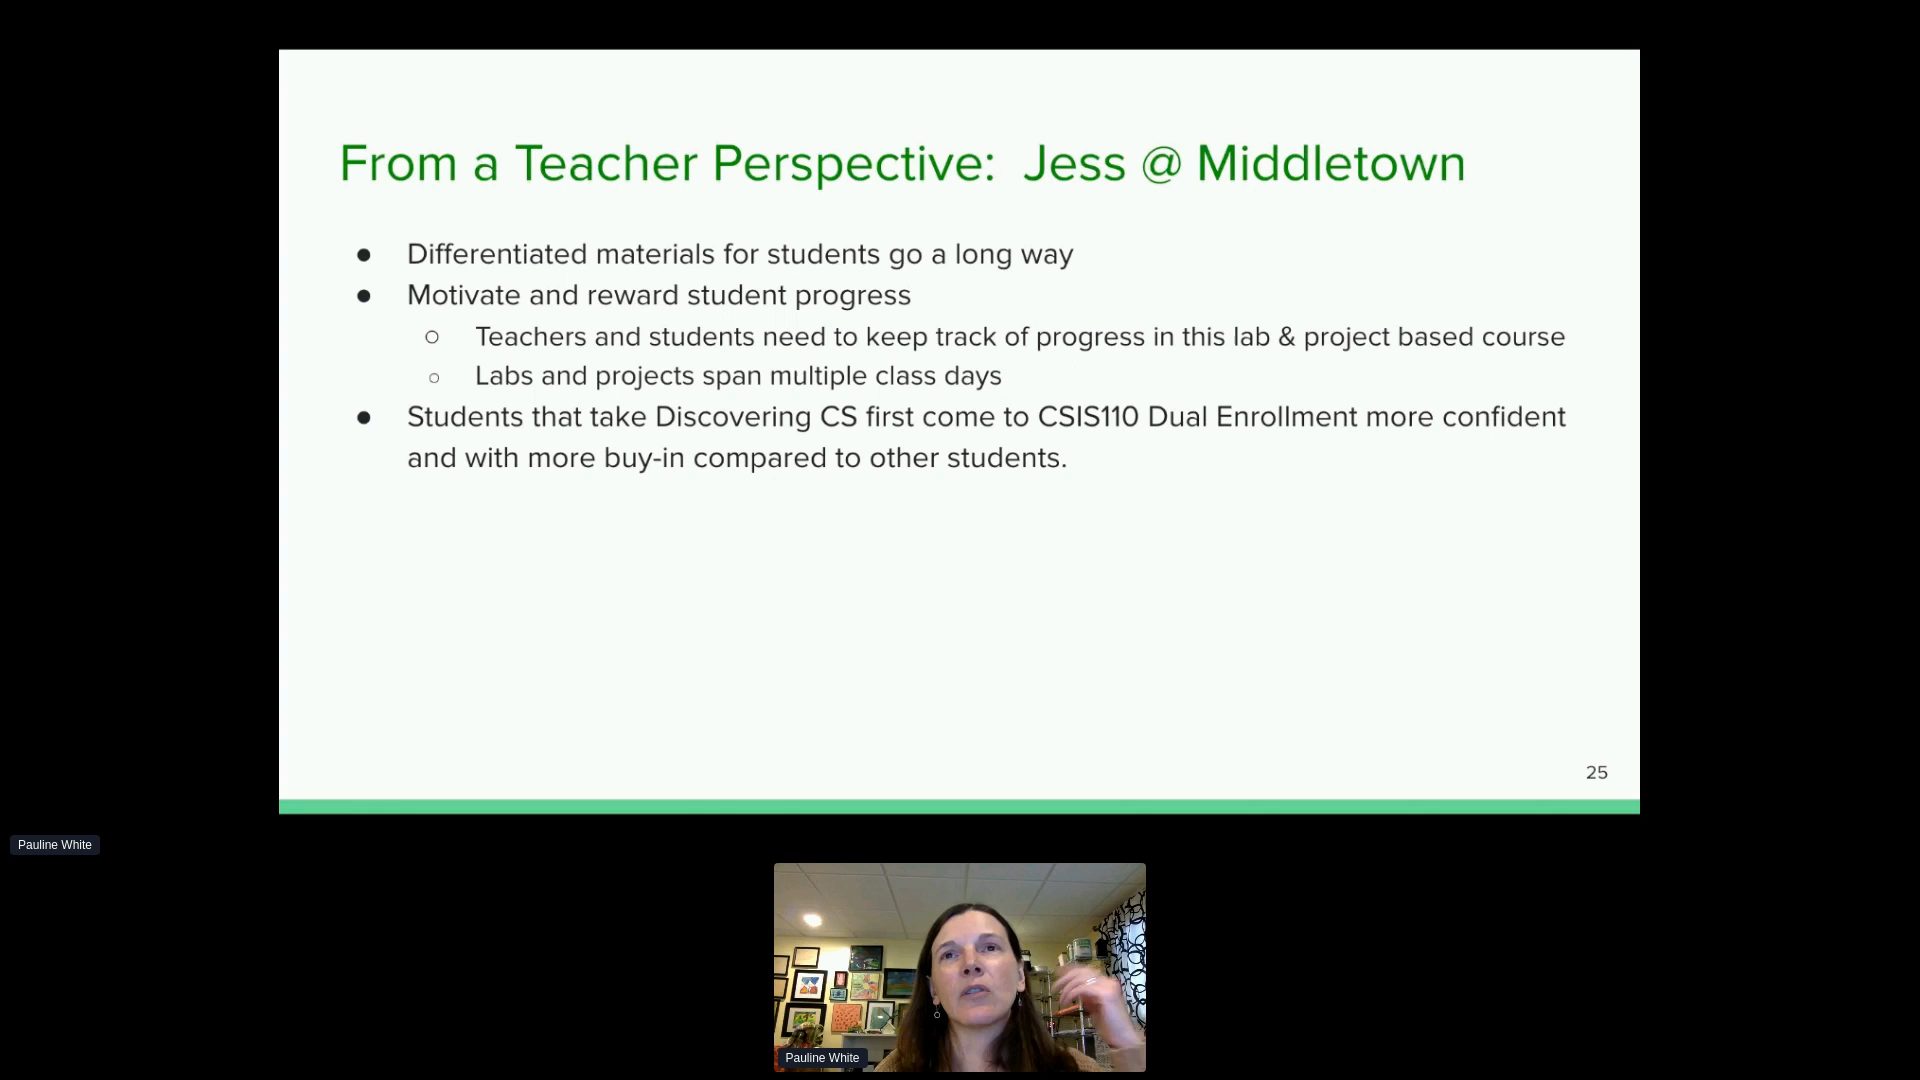 From a Teacher Perspective:  Jess @ Middletown
● Differentiated materials for students go a long way
● Motivate and reward student progress
○ Teachers and students need to keep track of progress in this lab & project based course
○ Labs and projects span multiple class days
● Students that take Discovering CS first come to CSIS110 Dual Enrollment more confident
and with more buy-in compared to other students.
25
Pauline White
Pauline White